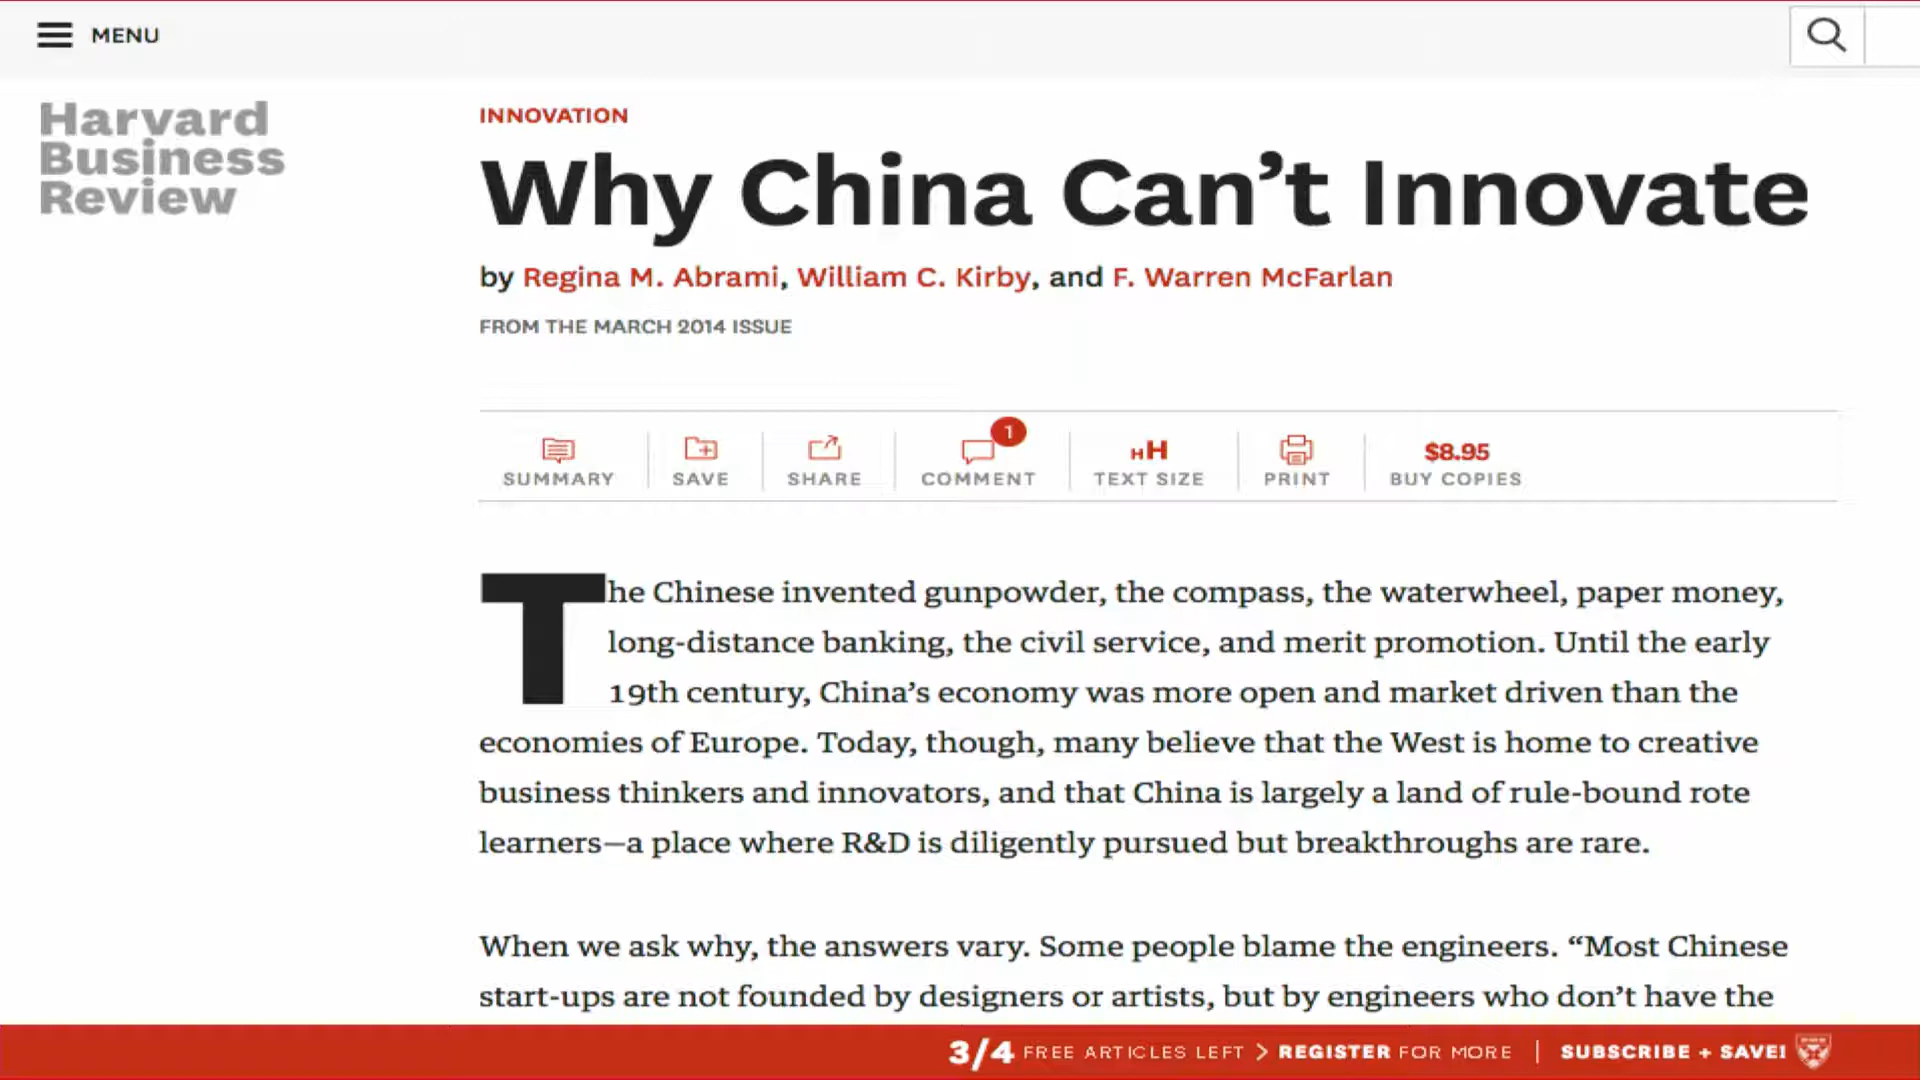 MENU
Harvard
Business
Review
INNOVATION
Why China Can’t Innovate
by Regina M. Abrami, William C. Kirby, and F. Warren McFarlan
FROM THE MARCH 2014 ISSUE
SUMMARY
SAVE
SHARE
1
COMMENT
HH
TEXT SIZE
PRINT
$8.95
BUY COPIES
The Chinese invented gunpowder, the compass, the waterwheel, paper money,
long-distance banking, the civil service, and merit promotion. Until the early
19th century, China’s economy was more open and market driven than the
economies of Europe. Today, though, many believe that the West is home to creative
business thinkers and innovators, and that China is largely a land of rule-bound rote
learners—a place where R&D is diligently pursued but breakthroughs are rare.
When we ask why, the answers vary. Some people blame the engineers. “Most Chinese
start-ups are not founded by designers or artists, but by engineers who don’t have the
3/4 FREE ARTICLES LEFT > REGISTER FOR MORE | SUBSCRIBE + SAVE!